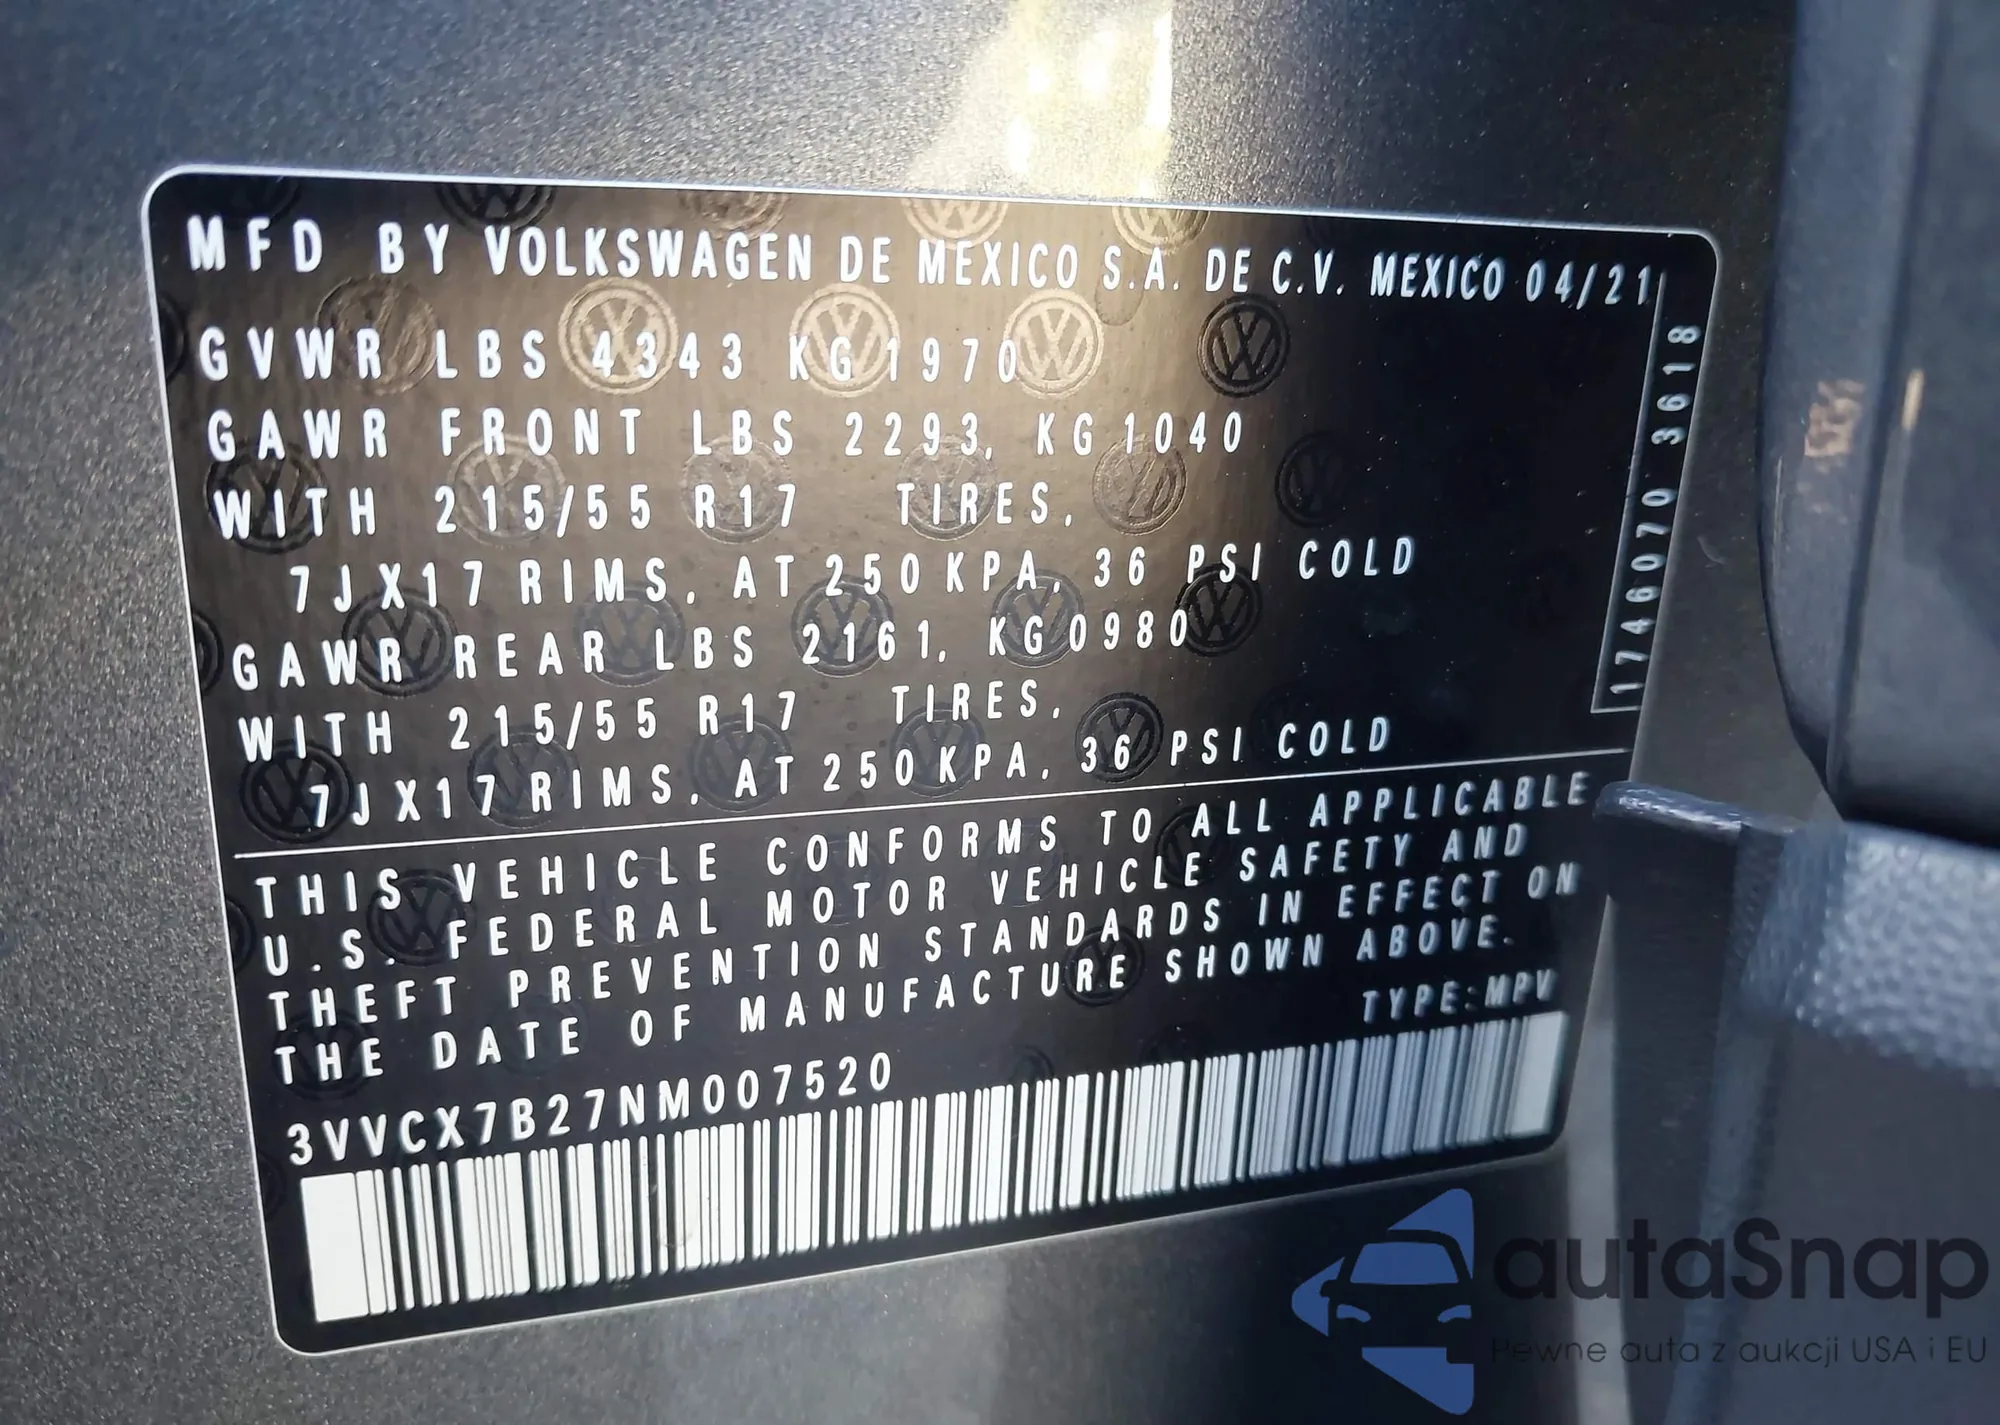 MFD BY VOLKSWAGEN DE MEXICO S.A. DE C.V. MEXICO 04/21
GVWR LBS 4343 KG 1970
GAWR FRONT LBS 2293, KG 1040
WITH 215/55 R17 TIRES,
7JX17 RIMS, AT 250 KPA, 36 PSI COLD
GAWR REAR LBS 2161, KG 0980
WITH 215/55 R17 TIRES,
7JX17 RIMS, AT 250 KPA, 36 PSI COLD
1746070 3618
THIS VEHICLE CONFORMS TO ALL APPLICABLE
U.S. FEDERAL MOTOR VEHICLE SAFETY AND
THEFT PREVENTION STANDARDS IN EFFECT ON
THE DATE OF MANUFACTURE SHOWN ABOVE.
TYPE:MPV
3VVCX7B27NM007520
autaSnap
Pewne auta z aukcji USA i EU